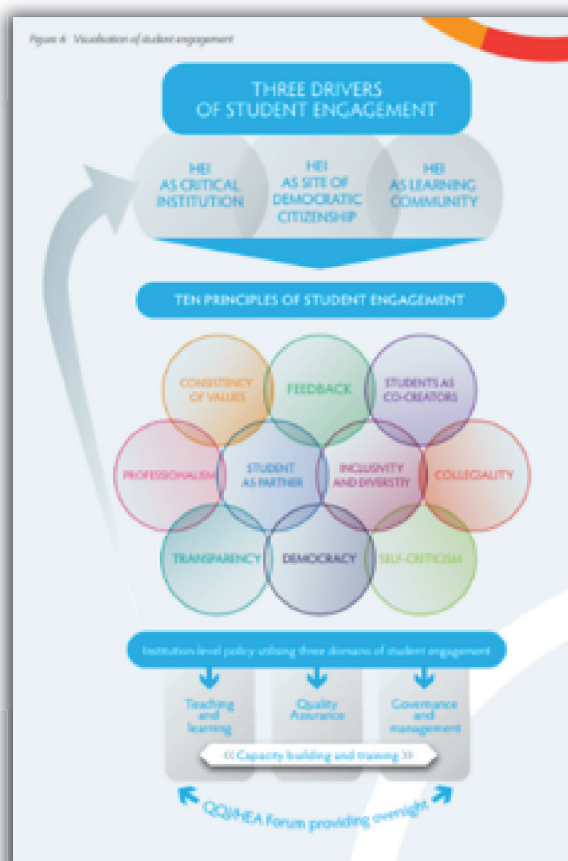 Figure 6 Visualisation of student engagement
THREE DRIVERS
OF STUDENT ENGAGEMENT
HEI
AS CRITICAL
INSTITUTION
HEI
AS SITE OF
DEMOCRATIC
CITIZENSHIP
HEI
AS LEARNING
COMMUNITY
TEN PRINCIPLES OF STUDENT ENGAGEMENT
CONSISTENCY
OF VALUES
FEEDBACK
STUDENTS AS
CO-CREATORS
PROFESSIONALISM
STUDENT
AS PARTNER
INCLUSIVITY
AND DIVERSTIY
COLLEGIALITY
TRANSPARENCY
DEMOCRACY
SELF-CRITICISM
Institution-level policy utilising three domains of student engagement
Teaching
and
learning
Quality
Assurance
Governance
and
management
«Capacity building and training»
QQI/HEA Forum providing oversight